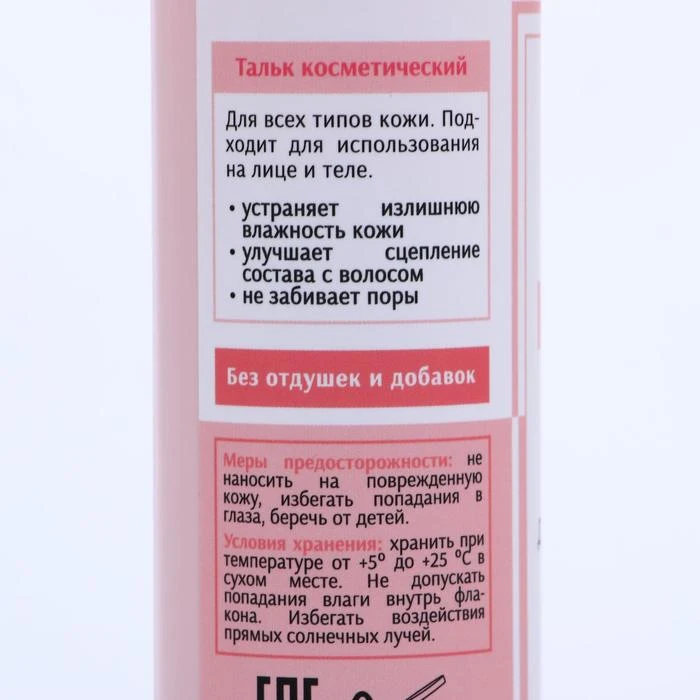 Тальк косметический
Для всех типов кожи. Под-
ходит для использования
на лице и теле.
• устраняет излишнюю
влажность кожи
• улучшает сцепление
состава с волосом
• не забивает поры
Без отдушек и добавок
Меры предосторожности: не
наносить на поврежденную
кожу, избегать попадания в
глаза, беречь от детей.
Условия хранения: хранить при
температуре от +5º до +25 ºС в
сухом месте. Не допускать
попадания влаги внутрь фла-
кона. Избегать воздействия
прямых солнечных лучей.